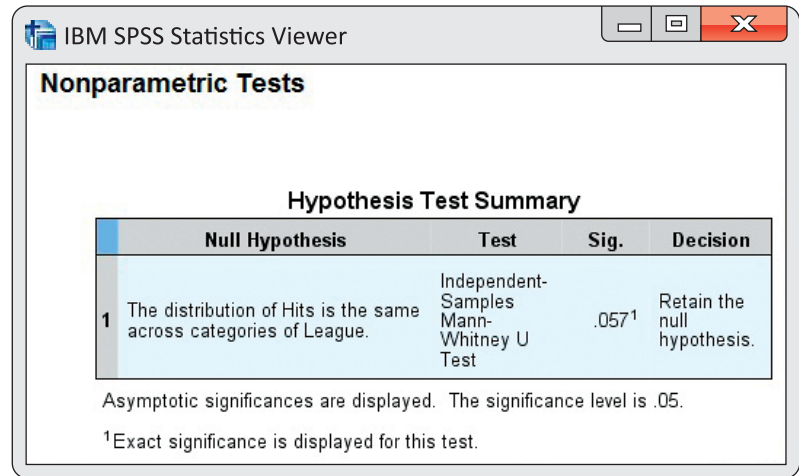 IBM SPSS Statistics Viewer
Nonparametric Tests
Hypothesis Test Summary
Null Hypothesis Test Sig. Decision
1 The distribution of Hits is the same across categories of League. Independent-Samples Mann-Whitney U Test .057¹ Retain the null hypothesis.
Asymptotic significances are displayed. The significance level is .05.
¹Exact significance is displayed for this test.